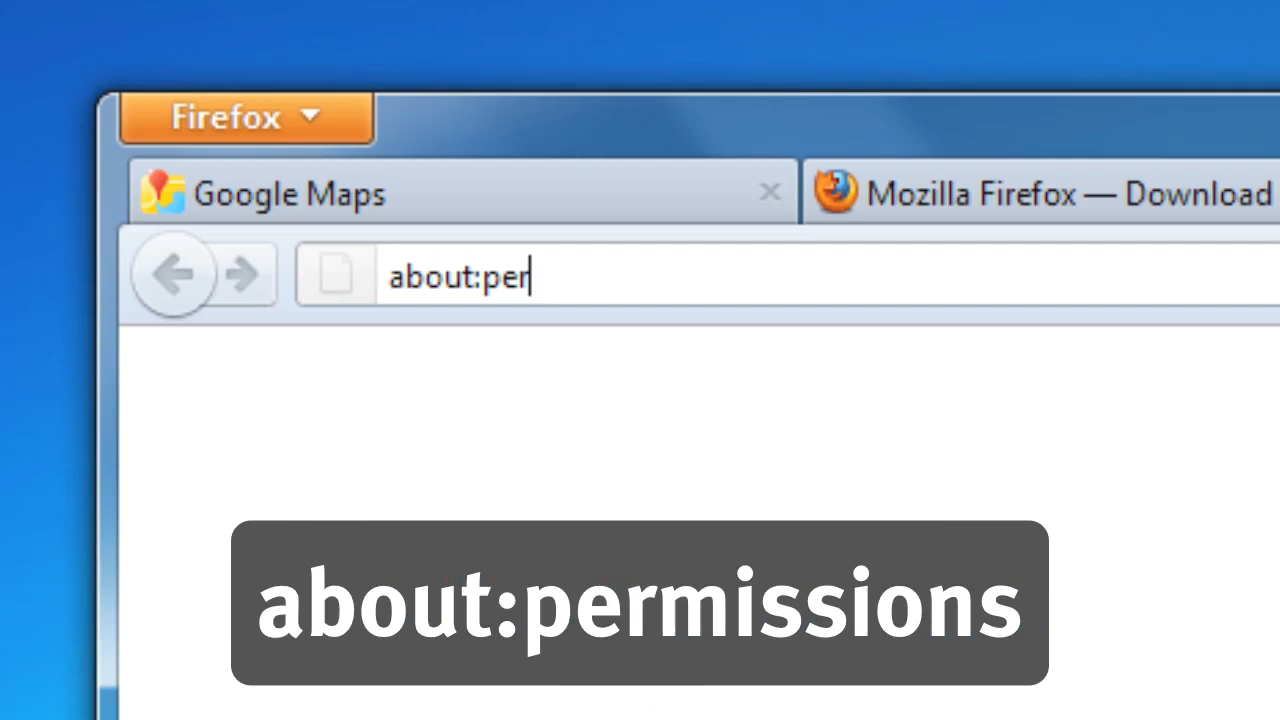 Firefox
Google Maps
Mozilla Firefox — Download
about:per
about:permissions